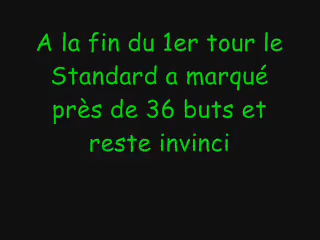 A la fin du 1er tour le
Standard a marqué
près de 36 buts et
reste invinci